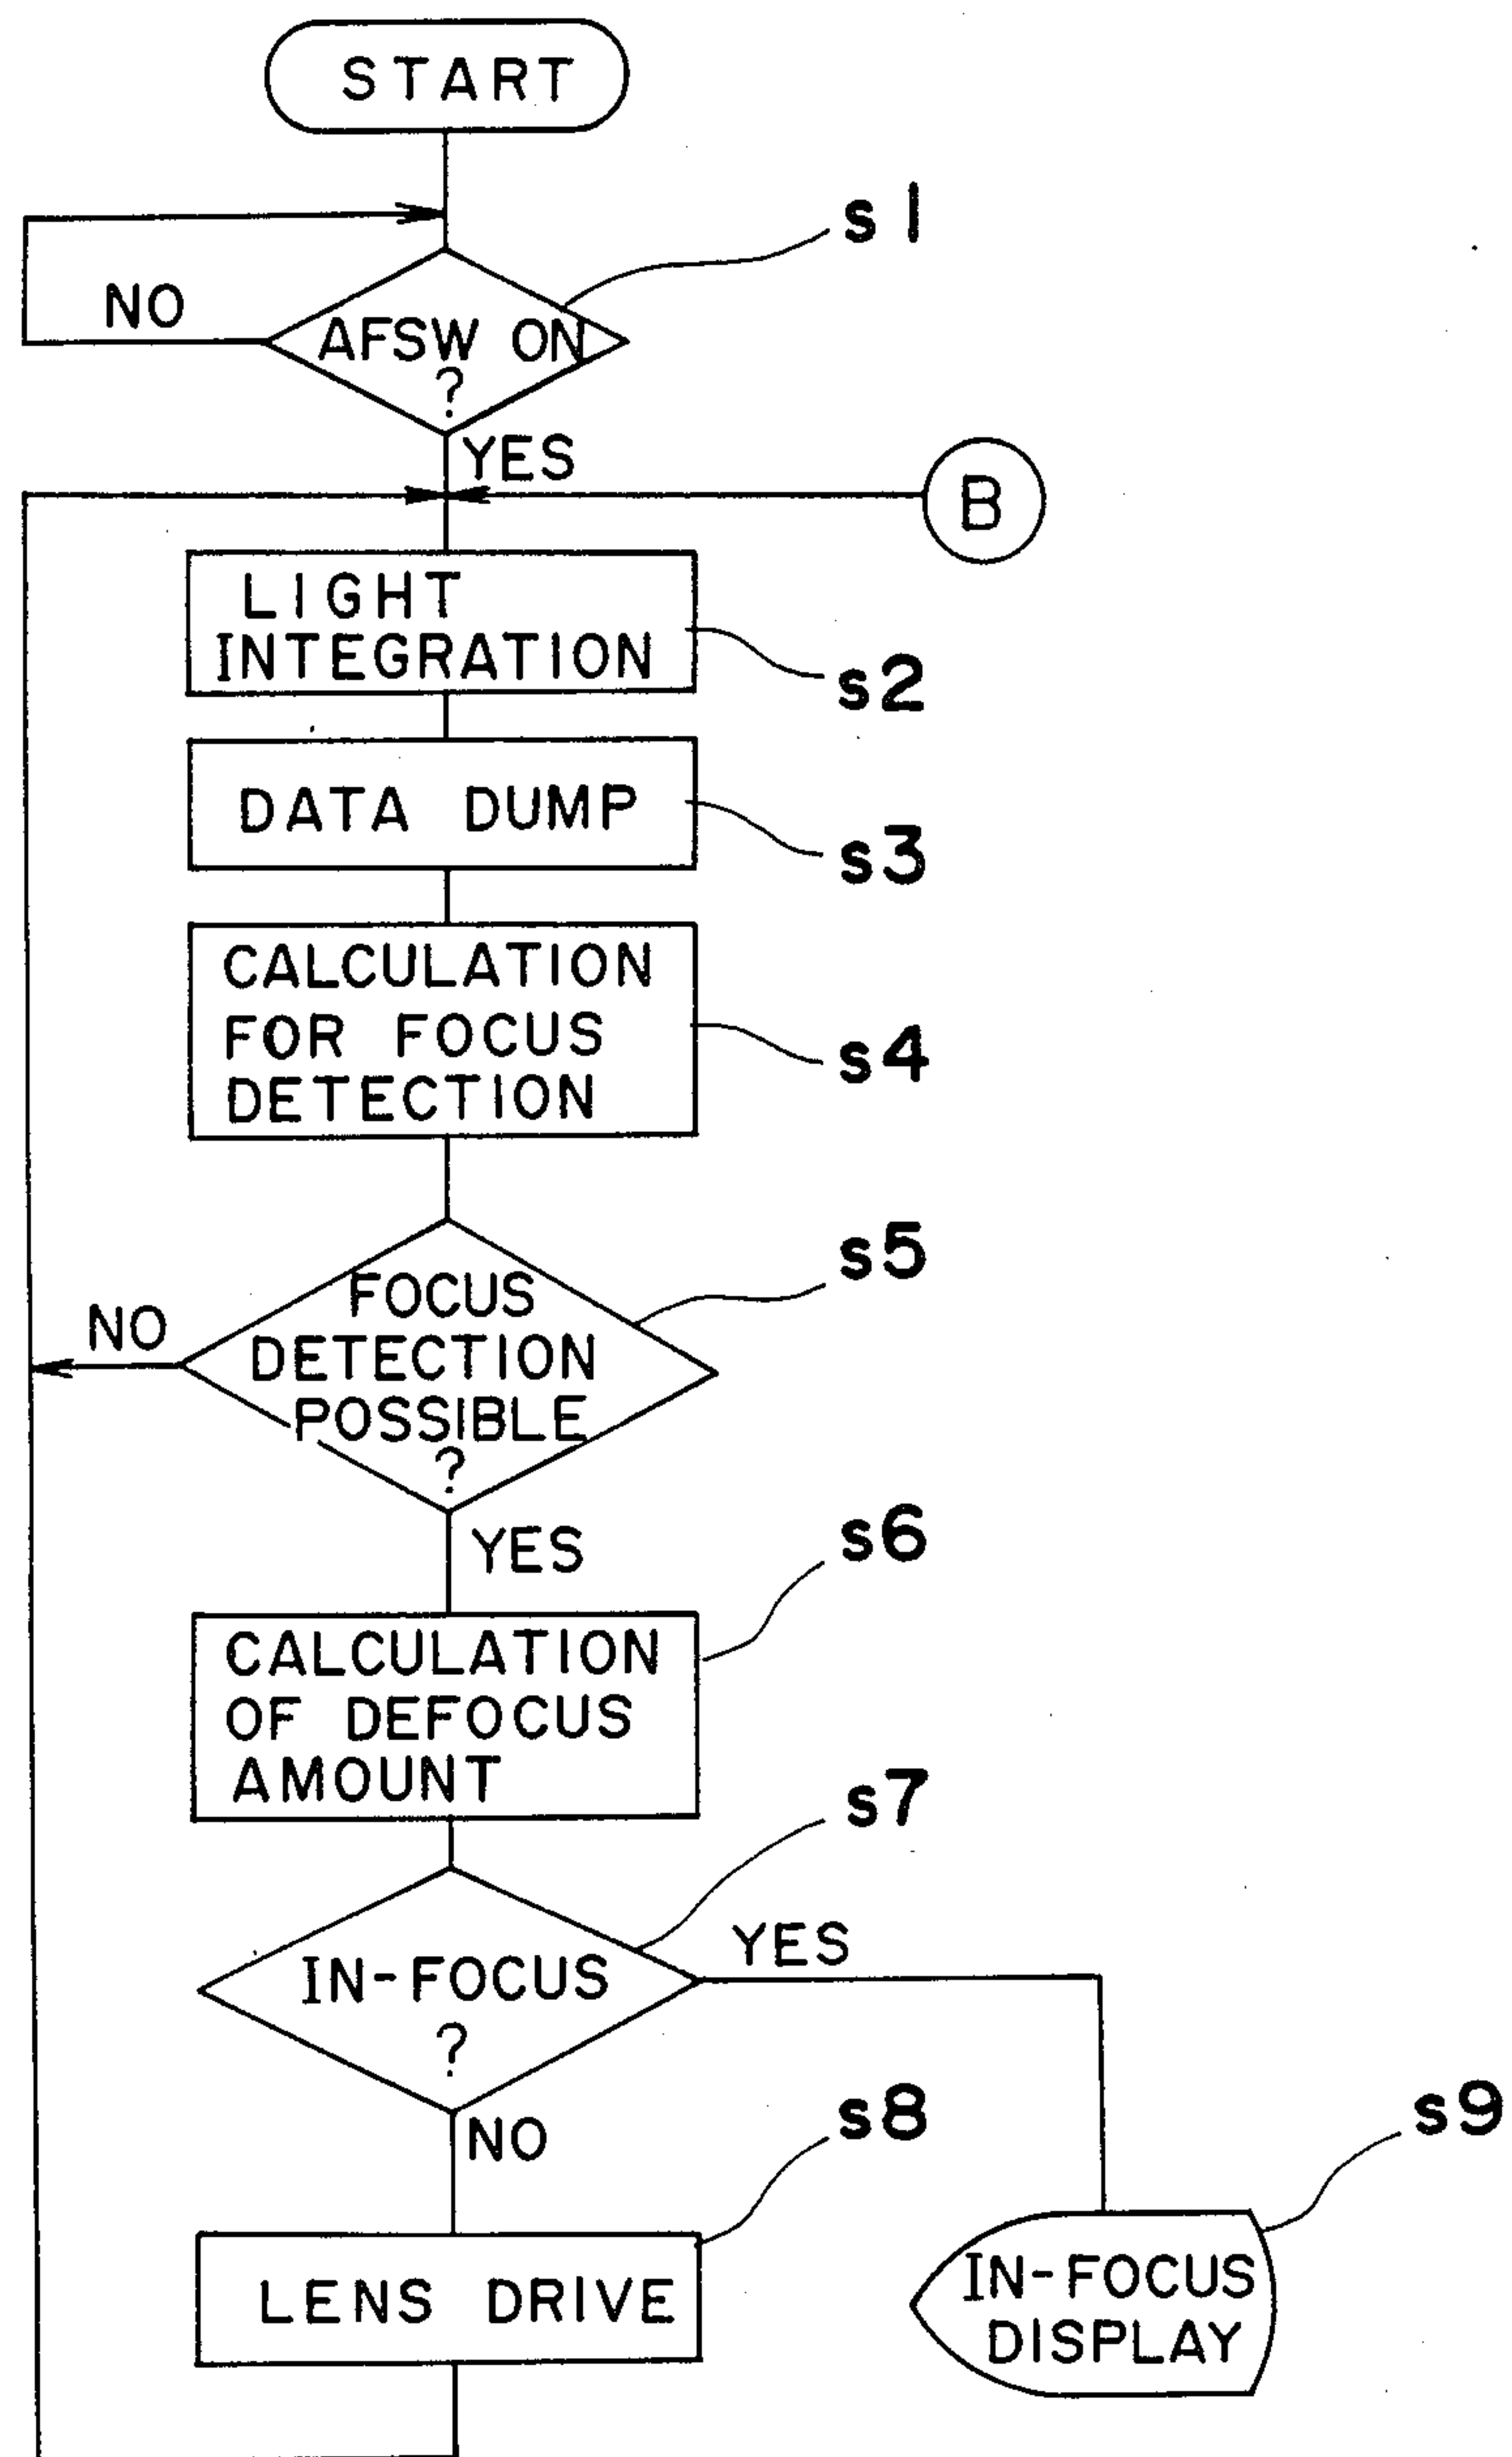 START
s1
NO
AFSW ON
?
YES
B
LIGHT
INTEGRATION
s2
DATA DUMP
s3
CALCULATION
FOR FOCUS
DETECTION
s4
s5
NO
FOCUS
DETECTION
POSSIBLE
?
YES
s6
CALCULATION
OF DEFOCUS
AMOUNT
s7
YES
IN-FOCUS
?
NO
s8
s9
LENS DRIVE
IN-FOCUS
DISPLAY